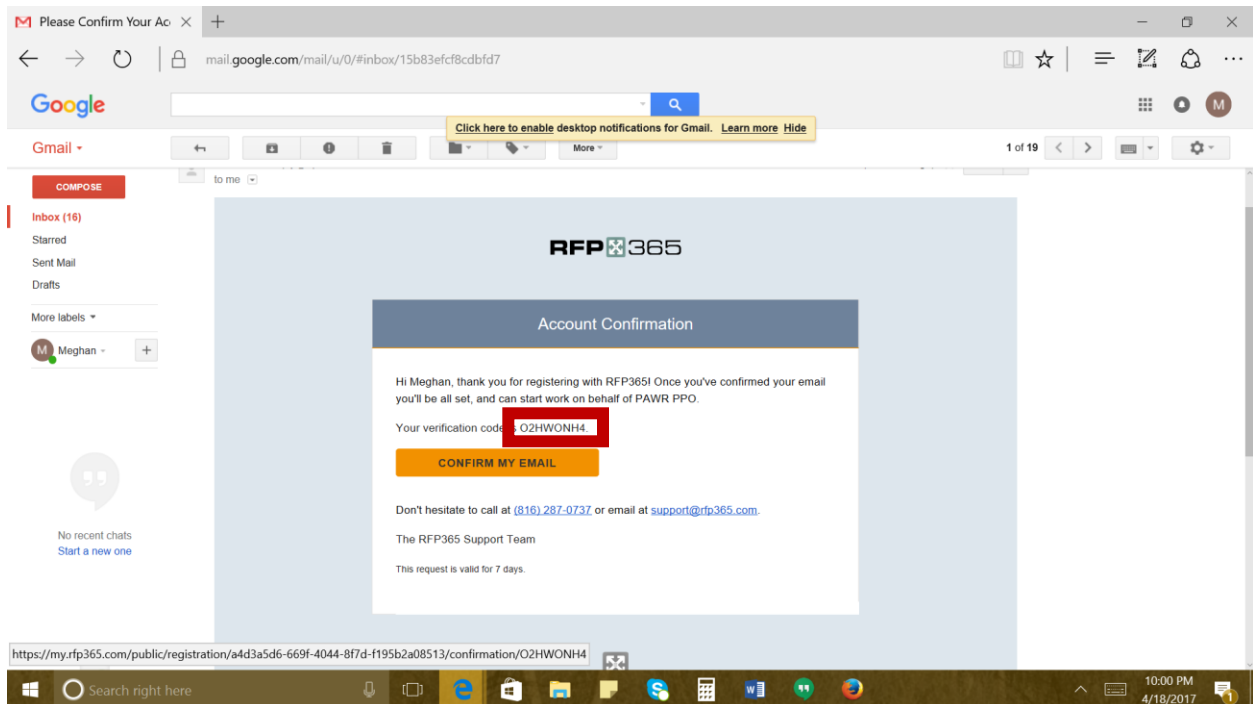 Please Confirm Your Ac
mail.google.com/mail/u/0/#inbox/15b83efcf8cdbfd7
Google
M
Click here to enable desktop notifications for Gmail. Learn more Hide
Gmail
More
1 of 19
COMPOSE
to me
Inbox (16)
Starred
Sent Mail
Drafts
More labels
M Meghan
No recent chats
Start a new one
RFP 365
Account Confirmation
Hi Meghan, thank you for registering with RFP365! Once you've confirmed your email
you'll be all set, and can start work on behalf of PAWR PPO.
Your verification code O2HWONH4.
CONFIRM MY EMAIL
Don't hesitate to call at (816) 287-0737 or email at support@rfp365.com.
The RFP365 Support Team
This request is valid for 7 days.
https://my.rfp365.com/public/registration/a4d3a5d6-669f-4044-8f7d-f195b2a08513/confirmation/O2HWONH4
Search right here
10:00 PM
4/18/2017